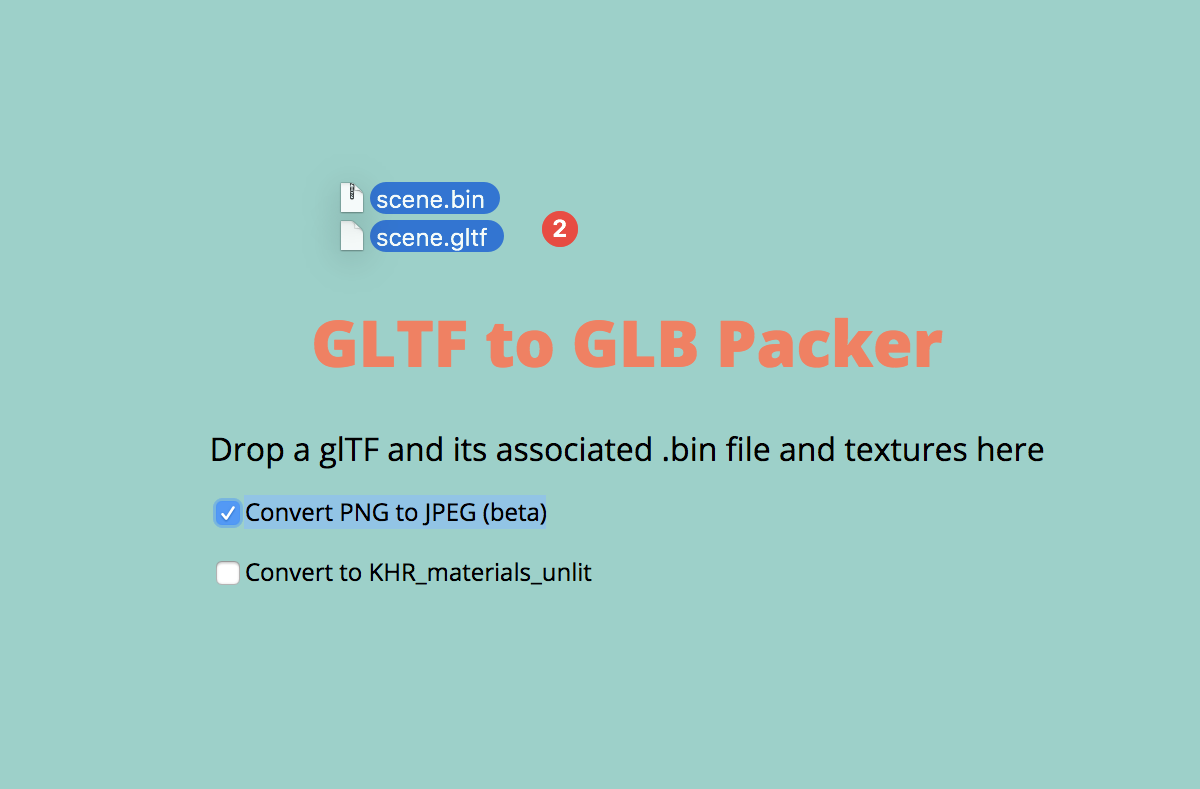 scene.bin
scene.gltf
2
GLTF to GLB Packer
Drop a glTF and its associated .bin file and textures here
Convert PNG to JPEG (beta)
Convert to KHR_materials_unlit